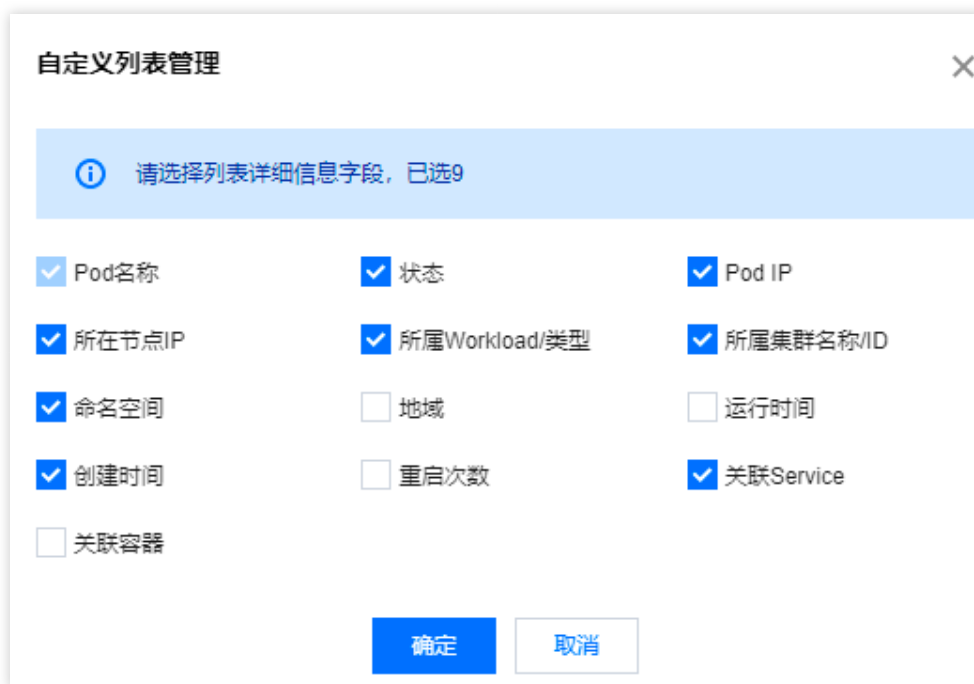 自定义列表管理
请选择列表详细信息字段，已选9
Pod名称 状态 Pod IP
所在节点IP 所属Workload/类型 所属集群名称/ID
命名空间 地域 运行时间
创建时间 重启次数 关联Service
关联容器
确定 取消